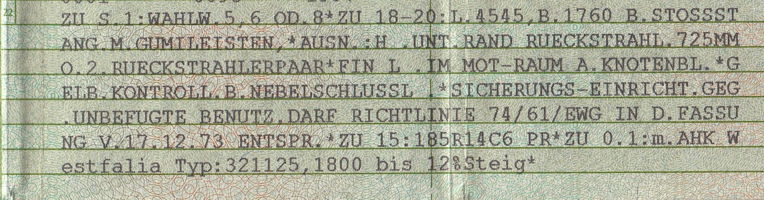 ZU S.1:WAHLW.5,6 OD.8*ZU 18-20:L.4545,B.1760 B.STOSSST
ANG.M.GUMILEISTEN,*AUSN.:H .UNT.RAND RUECKSTRAHL.725MM
O.2.RUECKSTRAHLERPAAR*FIN L .IM MOT-RAUM A.KNOTENBL.*G
ELB.KONTROLL.B.NEBELSCHLUSSL .*SICHERUNGS-EINRICHT.GEG
.UNBEFUGTE BENUTZ.DARF RICHTLINIE 74/61/EWG IN D.FASSU
NG V.17.12.73 ENTSPR.*ZU 15:185R14C6 PR*ZU 0.1:m.AHK W
estfalia Typ:321125,1800 bis 12%Steig*